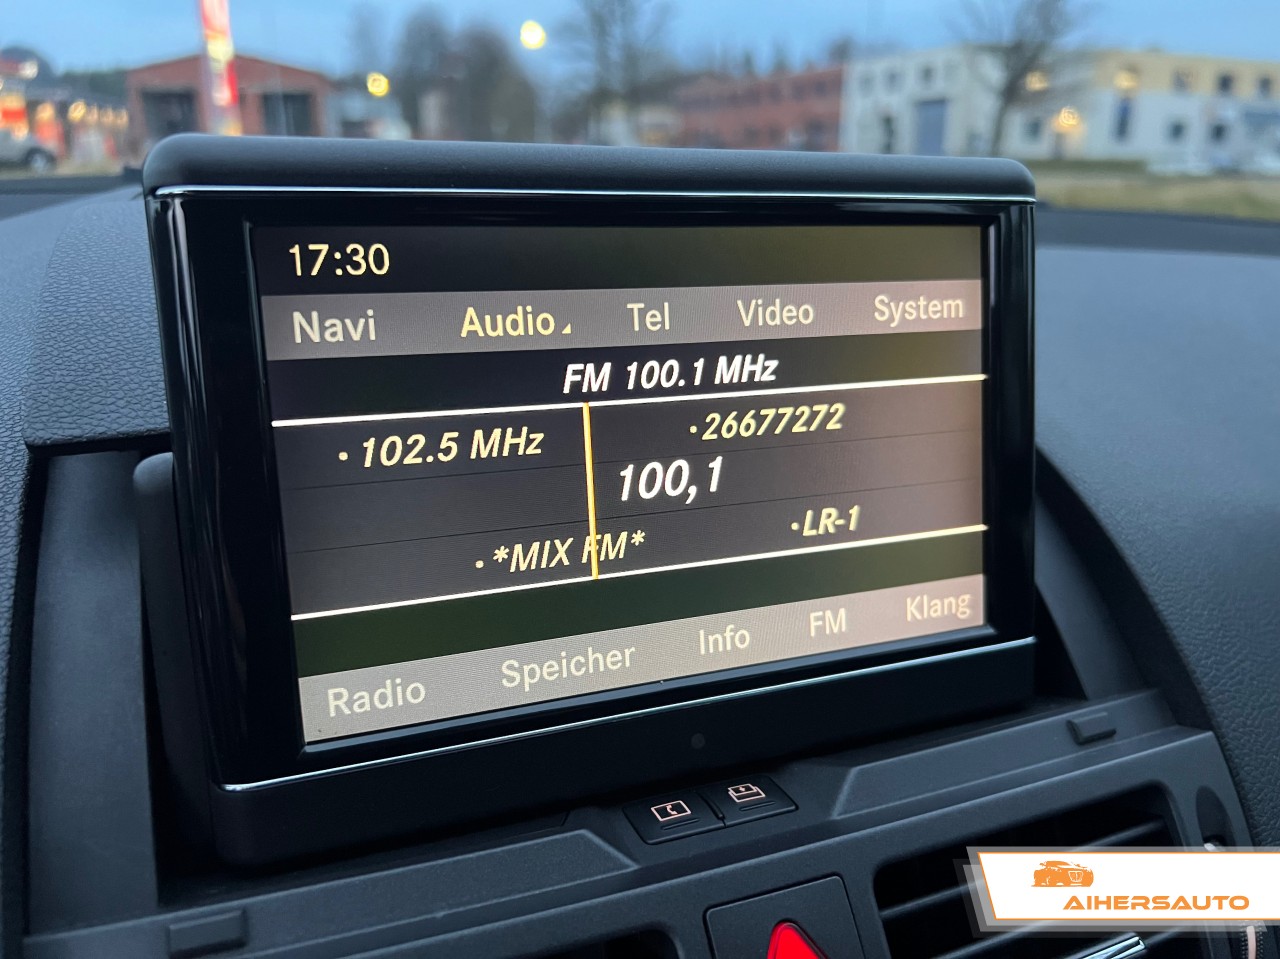 17:30
Navi Audio Tel Video System
FM 100.1 MHz
·102.5 MHz ·26677272
100,1
·*MIX FM* ·LR-1
Radio Speicher Info FM Klang
AIHERSAUTO